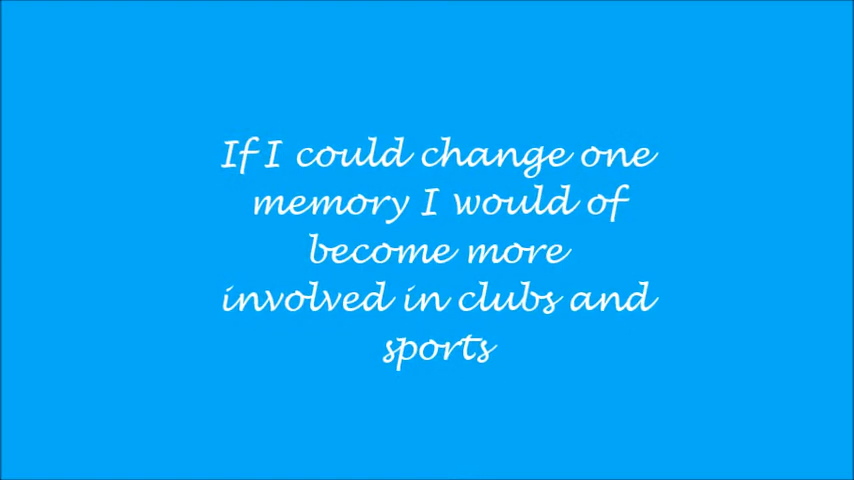 If I could change one
memory I would of
become more
involved in clubs and
sports